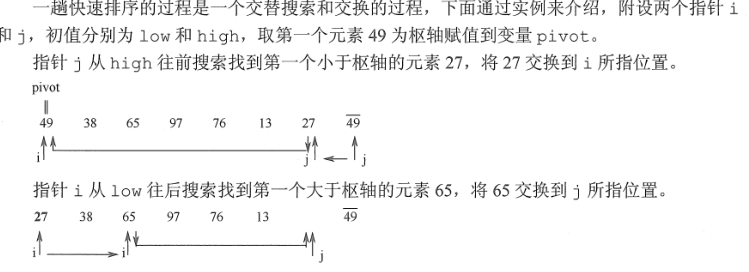 一趟快速排序的过程是一个交替搜索和交换的过程，下面通过实例来介绍，附设两个指针 i
和 j，初值分别为 low 和 high，取第一个元素 49 为枢轴赋值到变量 pivot。
指针 j 从 high 往前搜索找到第一个小于枢轴的元素 27，将 27 交换到 i 所指位置。
pivot
49 38 65 97 76 13 27 49
i j j
指针 i 从 low 往后搜索找到第一个大于枢轴的元素 65，将 65 交换到 j 所指位置。
27 38 65 97 76 13 49
i i j